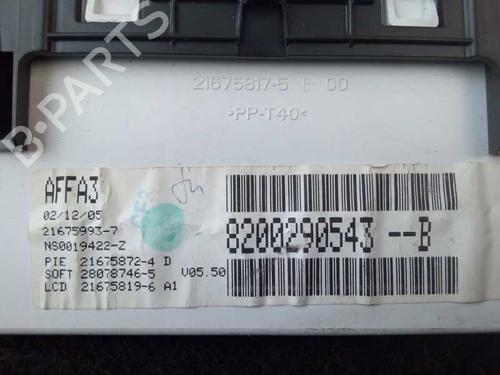 B-PARTS
21675817-5 E 00
>PP-T40<
AFFA3
02/12/05
21675993-7
NS0019422-Z
PIE 21675872-4 D
SOFT 28078746-5 V05.50
LCD 21675819-6 A1
8200290543 --B